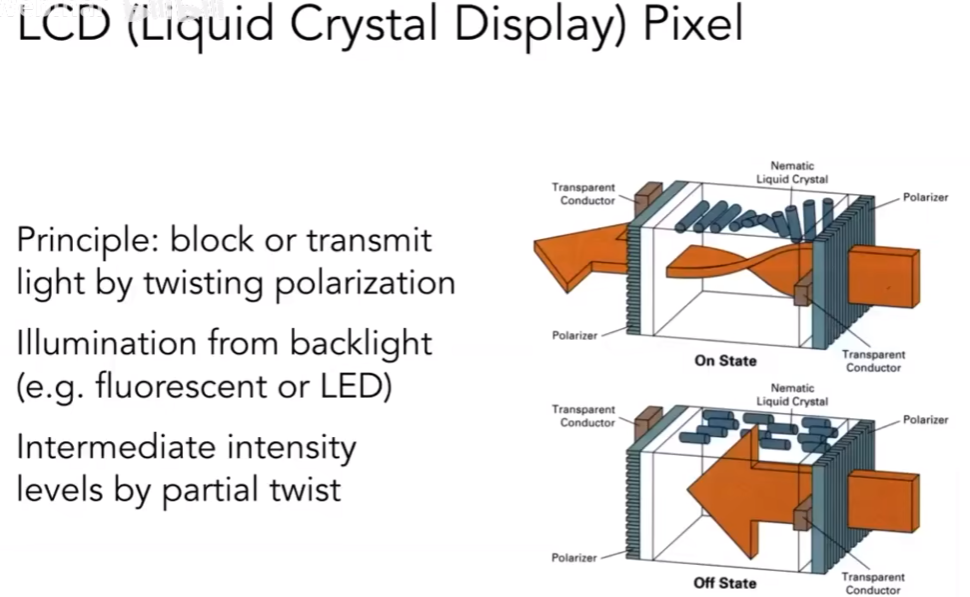 LCD (Liquid Crystal Display) Pixel
Principle: block or transmit
light by twisting polarization
Illumination from backlight
(e.g. fluorescent or LED)
Intermediate intensity
levels by partial twist
Nematic
Liquid Crystal
Transparent
Conductor
Polarizer
Polarizer
On State
Transparent
Conductor
Nematic
Liquid Crystal
Transparent
Conductor
Polarizer
Polarizer
Off State
Transparent
Conductor